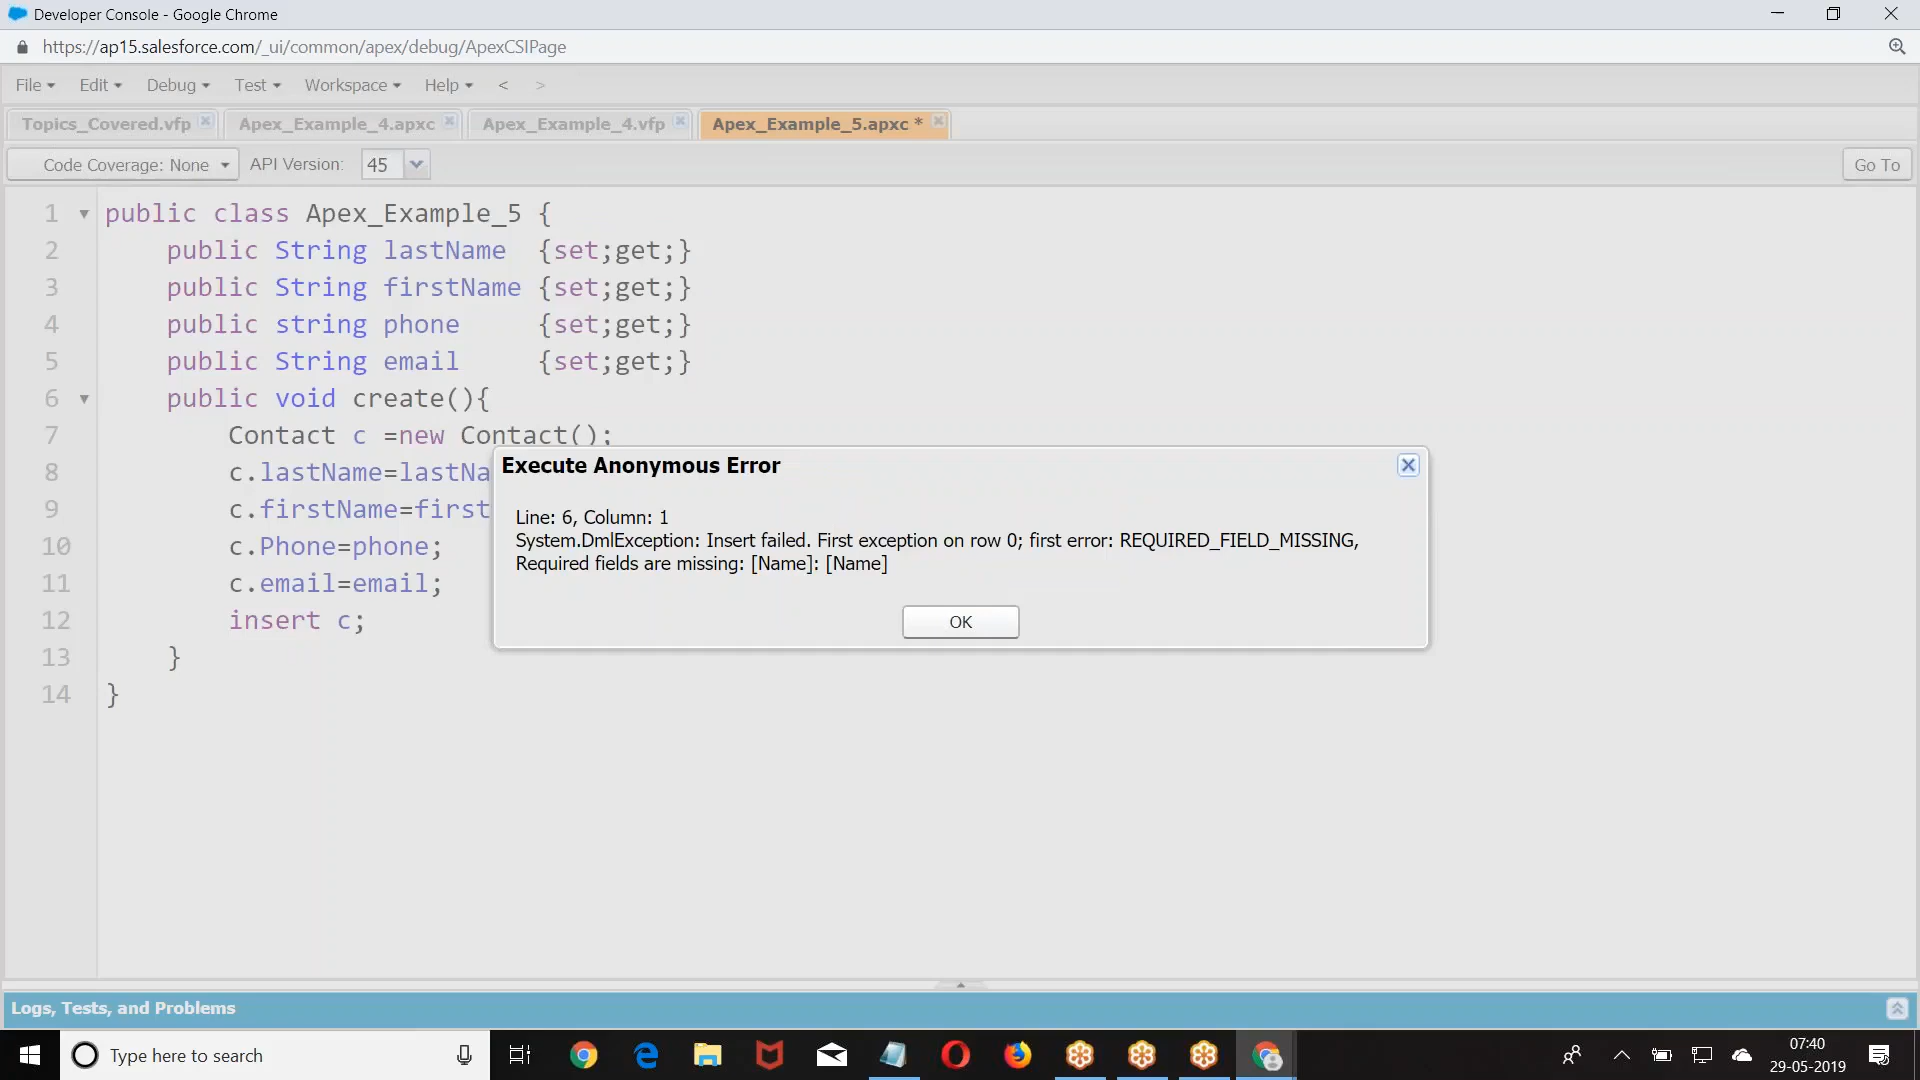 Developer Console - Google Chrome
https://ap15.salesforce.com/_ui/common/apex/debug/ApexCSIPage
File Edit Debug Test Workspace Help < >
Topics_Covered.vfp Apex_Example_4.apxc Apex_Example_4.vfp Apex_Example_5.apxc *
Code Coverage: None API Version: 45 Go To
1 public class Apex_Example_5 {
2 public String lastName {set;get;}
3 public String firstName {set;get;}
4 public string phone {set;get;}
5 public String email {set;get;}
6 public void create(){
7 Contact c =new Contact();
8 c.lastName=lastNa
9 c.firstName=first
10 c.Phone=phone;
11 c.email=email;
12 insert c;
13 }
14 }
Execute Anonymous Error
Line: 6, Column: 1
System.DmlException: Insert failed. First exception on row 0; first error: REQUIRED_FIELD_MISSING,
Required fields are missing: [Name]: [Name]
OK
Logs, Tests, and Problems
Type here to search
07:40
29-05-2019